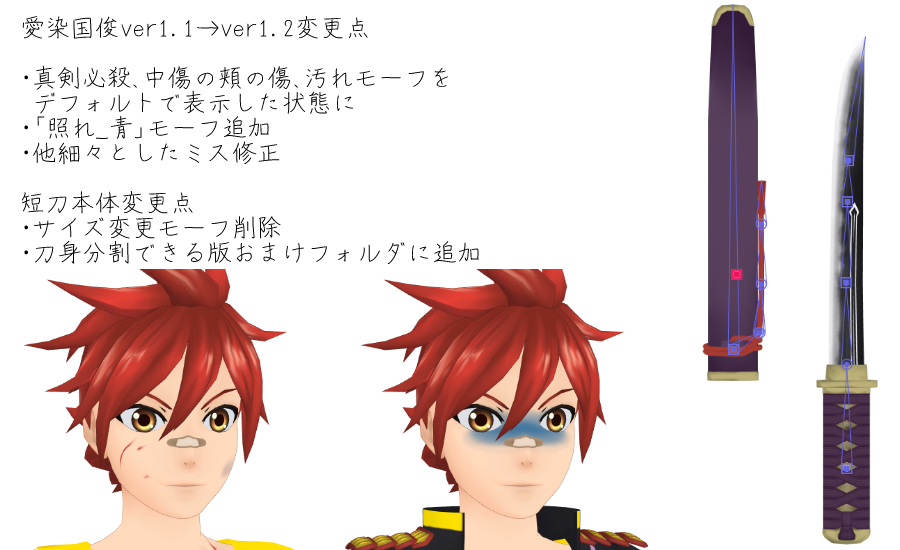 愛染国俊ver1.1→ver1.2変更点
・真剣必殺、中傷の頬の傷、汚れモーフを
デフォルトで表示した状態に
・「照れ_青」モーフ追加
・他細々としたミス修正
短刀本体変更点
・サイズ変更モーフ削除
・刀身分割できる版おまけフォルダに追加